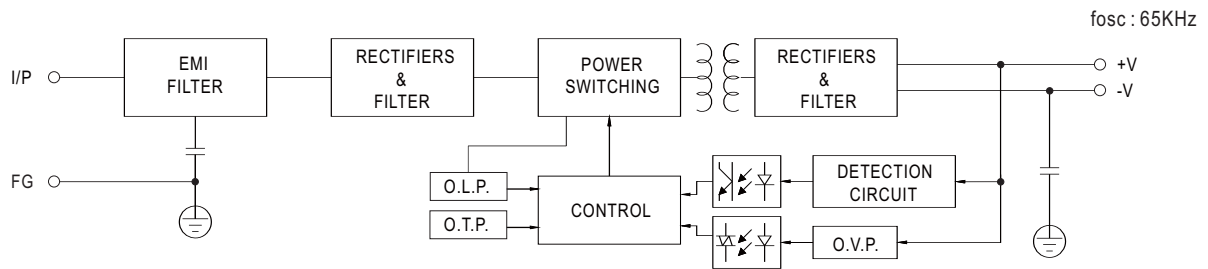 fosc : 65KHz
I/P
EMI
FILTER
RECTIFIERS
&
FILTER
POWER
SWITCHING
RECTIFIERS
&
FILTER
+V
-V
FG
O.L.P.
O.T.P.
CONTROL
DETECTION
CIRCUIT
O.V.P.